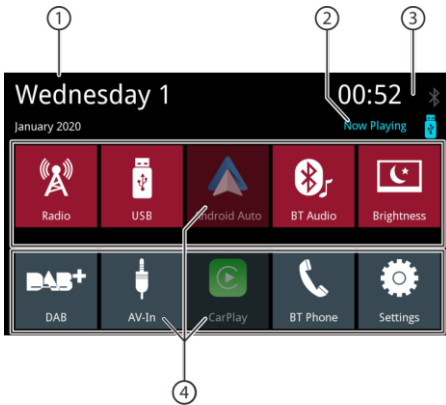 1 2 3
Wednesday 1 00:52
January 2020 Now Playing
Radio USB Android Auto BT Audio Brightness
DAB+
DAB AV-In CarPlay BT Phone Settings
4